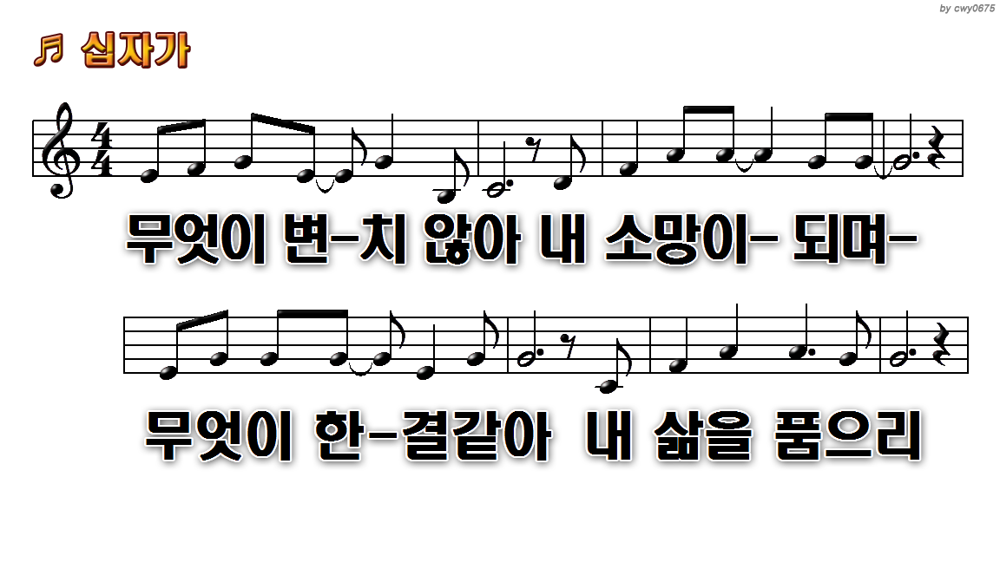 by cwy0675
♬ 십자가
무엇이 변-치 않아 내 소망이- 되며-
무엇이 한-결같아 내 삶을 품으리